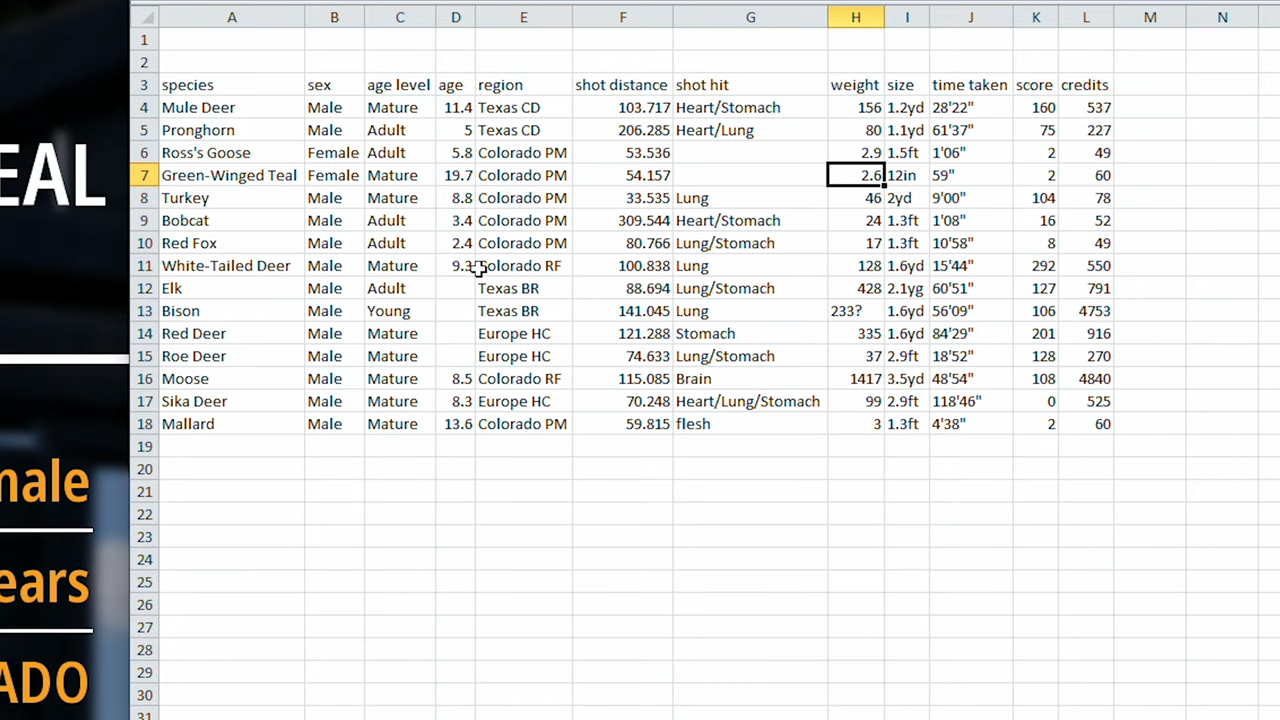 A B C D E F G H I J K L M N
1
2
3 species sex age level age region shot distance shot hit weight size time taken score credits
4 Mule Deer Male Mature 11.4 Texas CD 103.717 Heart/Stomach 156 1.2yd 28'22" 160 537
5 Pronghorn Male Adult 5 Texas CD 206.285 Heart/Lung 80 1.1yd 61'37" 75 227
6 Ross's Goose Female Adult 5.8 Colorado PM 53.536 2.9 1.5ft 1'06" 2 49
7 Green-Winged Teal Female Mature 19.7 Colorado PM 54.157 2.6 12in 59" 2 60
8 Turkey Male Mature 8.8 Colorado PM 33.535 Lung 46 2yd 9'00" 104 78
9 Bobcat Male Adult 3.4 Colorado PM 309.544 Heart/Stomach 24 1.3ft 1'08" 16 52
10 Red Fox Male Adult 2.4 Colorado PM 80.766 Lung/Stomach 17 1.3ft 10'58" 8 49
11 White-Tailed Deer Male Mature 9.3 Colorado RF 100.838 Lung 128 1.6yd 15'44" 292 550
12 Elk Male Adult Texas BR 88.694 Lung/Stomach 428 2.1yg 60'51" 127 791
13 Bison Male Young Texas BR 141.045 Lung 233? 1.6yd 56'09" 106 4753
14 Red Deer Male Mature Europe HC 121.288 Stomach 335 1.6yd 84'29" 201 916
15 Roe Deer Male Mature Europe HC 74.633 Lung/Stomach 37 2.9ft 18'52" 128 270
16 Moose Male Mature 8.5 Colorado RF 115.085 Brain 1417 3.5yd 48'54" 108 4840
17 Sika Deer Male Mature 8.3 Europe HC 70.248 Heart/Lung/Stomach 99 2.9ft 118'46" 0 525
18 Mallard Male Mature 13.6 Colorado PM 59.815 flesh 3 1.3ft 4'38" 2 60
19
20
21
22
23
24
25
26
27
28
29
30
31
EAL
male
ears
ADO